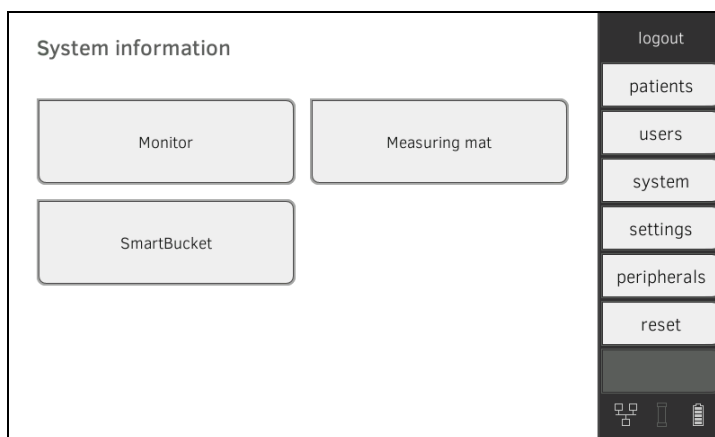 System information
Monitor
Measuring mat
SmartBucket
logout
patients
users
system
settings
peripherals
reset